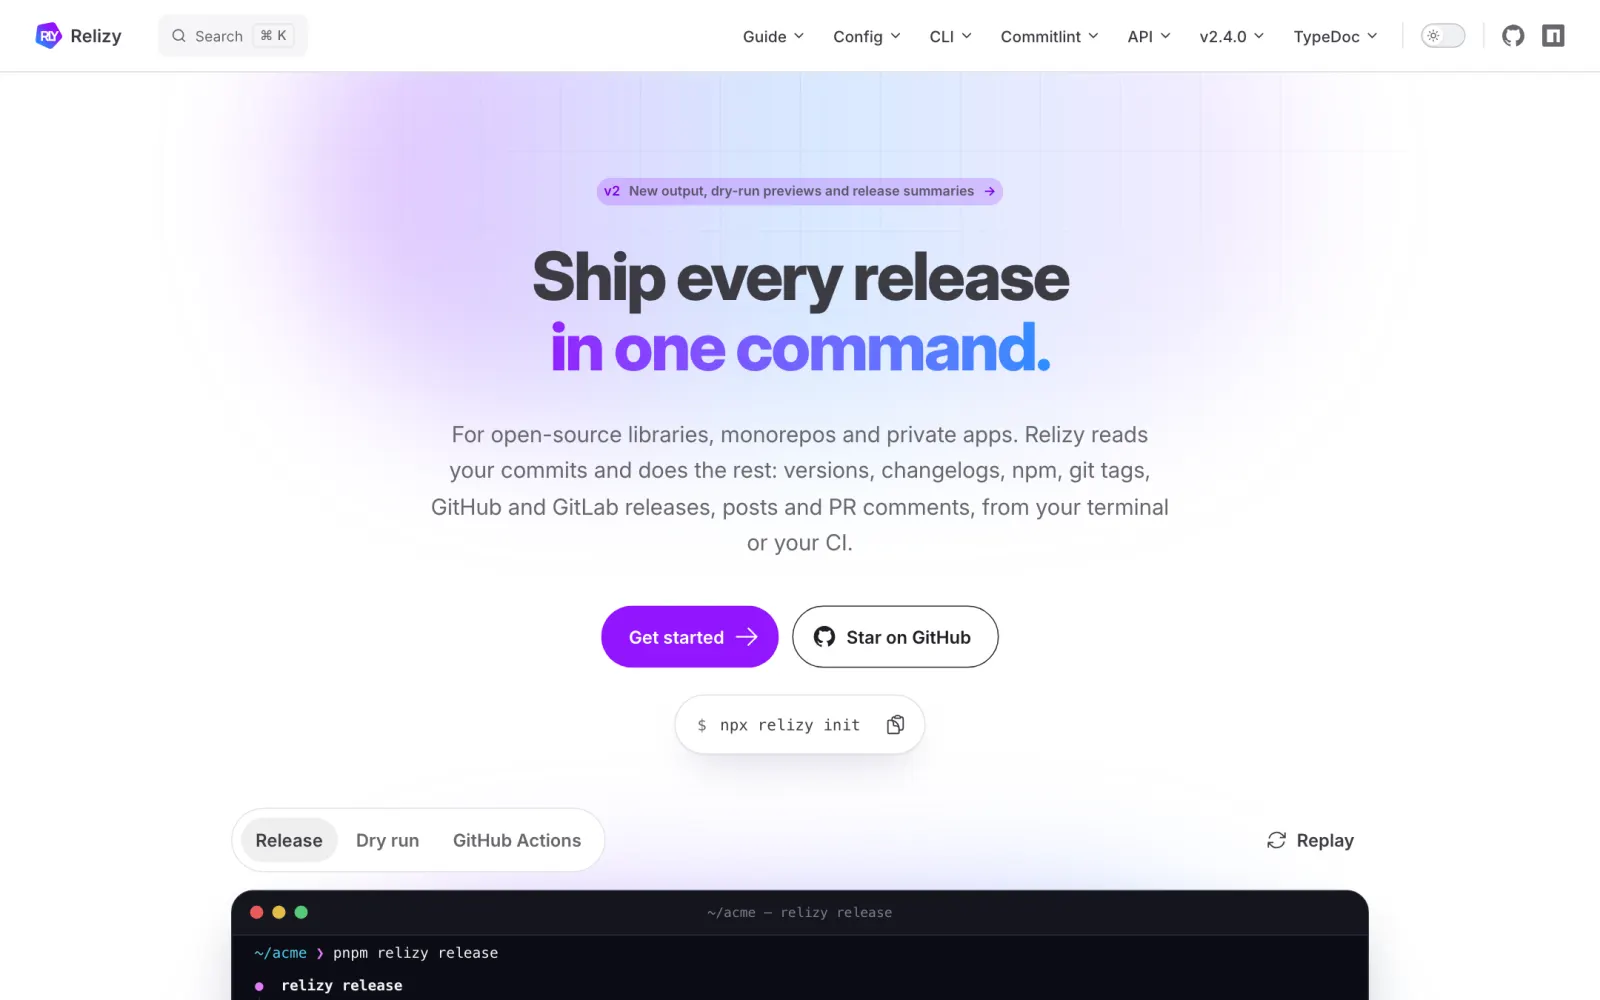 RLY Relizy
Search ⌘ K
Guide
Config
CLI
Commitlint
API
v2.4.0
TypeDoc
v2 New output, dry-run previews and release summaries →
Ship every release
in one command.
For open-source libraries, monorepos and private apps. Relizy reads
your commits and does the rest: versions, changelogs, npm, git tags,
GitHub and GitLab releases, posts and PR comments, from your terminal
or your CI.
Get started →
Star on GitHub
$ npx relizy init
Release
Dry run
GitHub Actions
Replay
~/acme — relizy release
~/acme ❯ pnpm relizy release
● relizy release